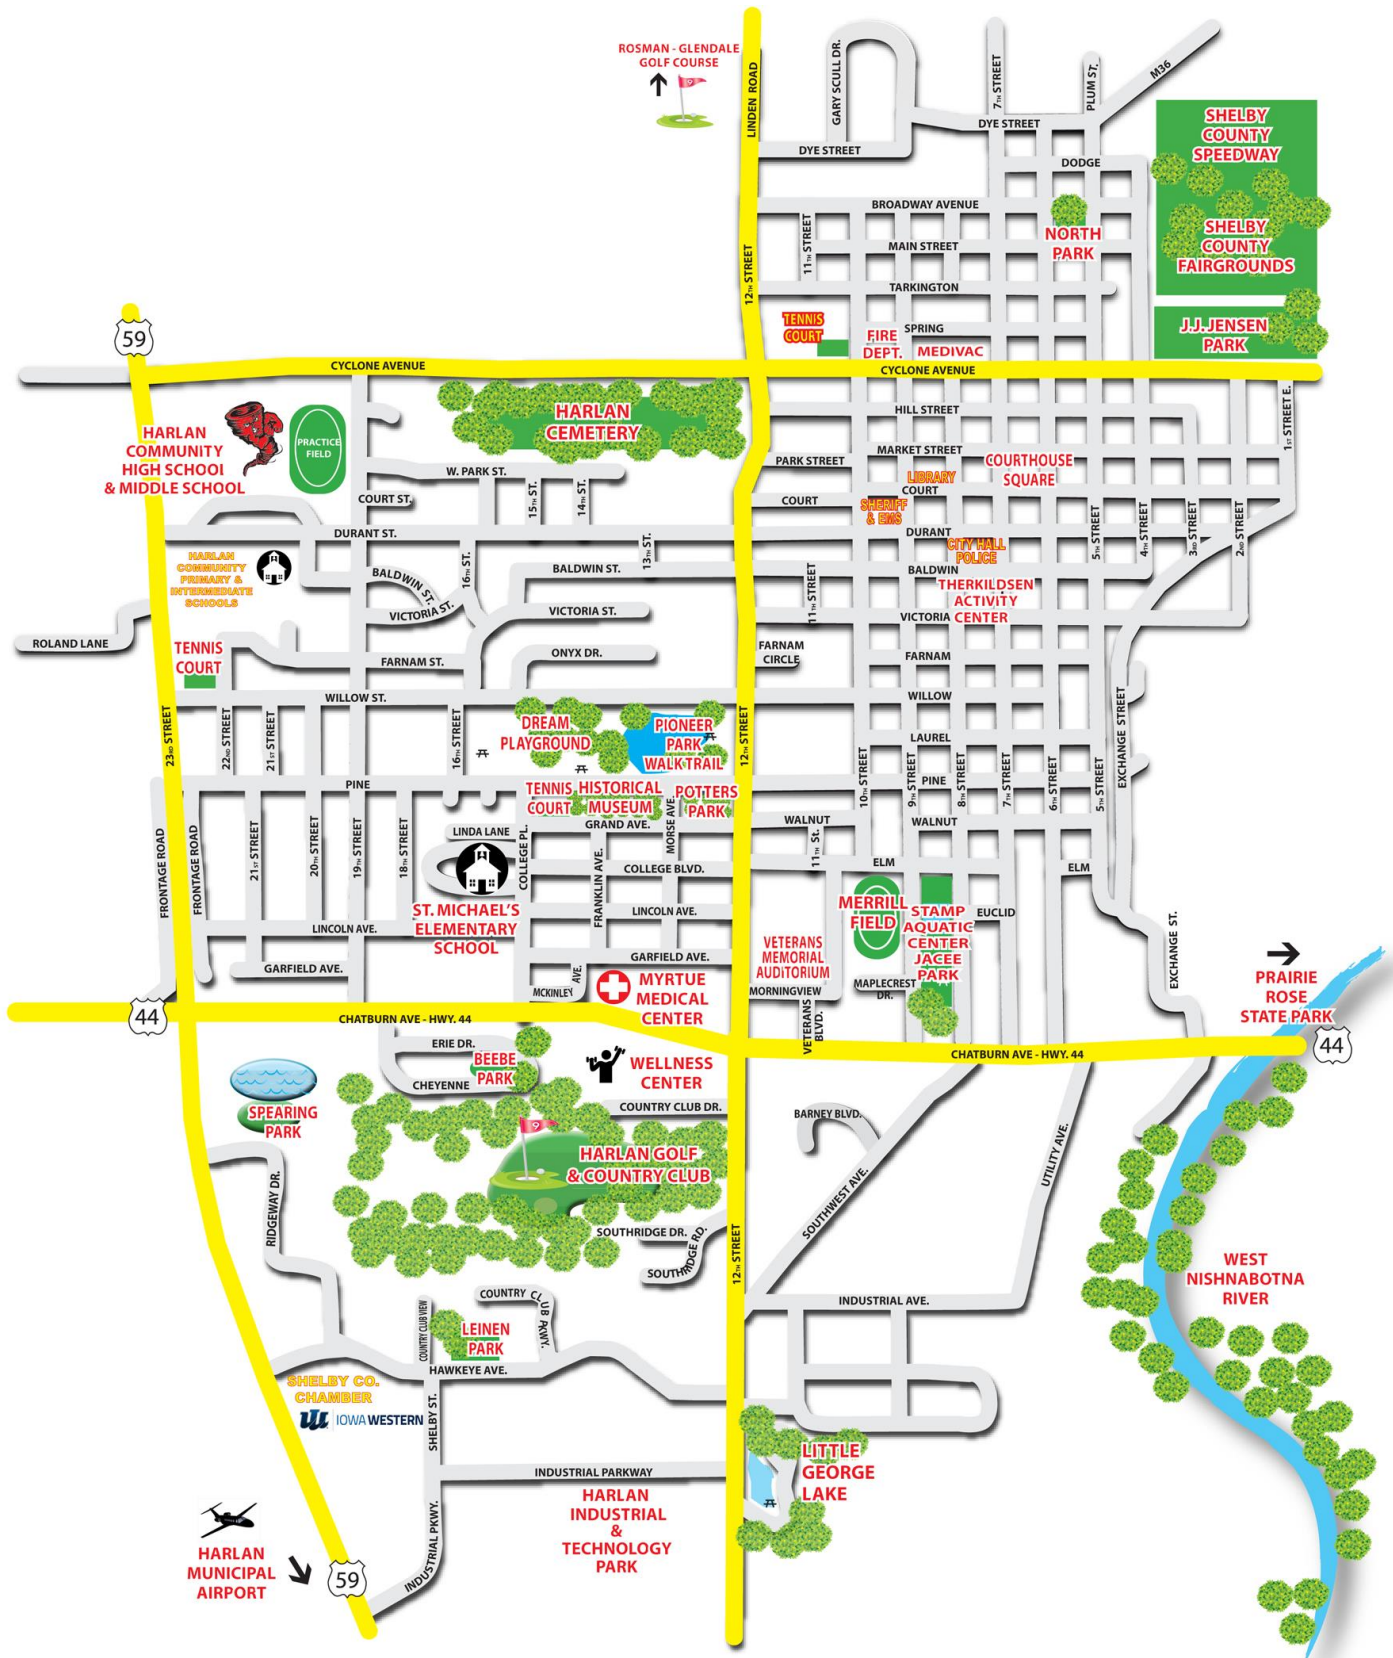 ROSMAN - GLENDALE
GOLF COURSE
9
LINDEN ROAD
GARY SCULL DR.
7TH STREET
PLUM ST.
M36
DYE STREET
DYE STREET
DODGE
SHELBY
COUNTY
SPEEDWAY
BROADWAY AVENUE
11TH STREET
MAIN STREET
NORTH
PARK
SHELBY
COUNTY
FAIRGROUNDS
12TH STREET
TARKINGTON
TENNIS
COURT
FIRE
DEPT.
SPRING
MEDIVAC
J.J. JENSEN
PARK
59
CYCLONE AVENUE
CYCLONE AVENUE
HARLAN
COMMUNITY
HIGH SCHOOL
& MIDDLE SCHOOL
PRACTICE
FIELD
HARLAN
CEMETERY
HILL STREET
1ST STREET E.
MARKET STREET
PARK STREET
COURTHOUSE
SQUARE
W. PARK ST.
LIBRARY
COURT ST.
15TH ST.
14TH ST.
COURT
COURT
SHERIFF
& EMS
DURANT ST.
DURANT
5TH STREET
4TH STREET
3RD STREET
2ND STREET
HARLAN
COMMUNITY
PRIMARY &
INTERMEDIATE
SCHOOLS
13TH ST.
CITY HALL
POLICE
BALDWIN ST.
16TH ST.
BALDWIN ST.
BALDWIN
11TH STREET
THERKILDSEN
ACTIVITY
CENTER
VICTORIA ST.
VICTORIA ST.
VICTORIA
ROLAND LANE
TENNIS
COURT
FARNAM ST.
ONYX DR.
FARNAM
CIRCLE
FARNAM
WILLOW ST.
WILLOW
EXCHANGE STREET
23RD STREET
22ND STREET
21ST STREET
16TH STREET
DREAM
PLAYGROUND
PIONEER
PARK
WALK TRAIL
12TH STREET
LAUREL
PINE
PINE
10TH STREET
9TH STREET
8TH STREET
7TH STREET
6TH STREET
5TH STREET
TENNIS
COURT
HISTORICAL
MUSEUM
POTTERS
PARK
FRONTAGE ROAD
FRONTAGE ROAD
21ST STREET
20TH STREET
19TH STREET
18TH STREET
LINDA LANE
COLLEGE PL.
GRAND AVE.
MORSE AVE.
WALNUT
11TH St.
WALNUT
FRANKLIN AVE.
COLLEGE BLVD.
ELM
ELM
ST. MICHAEL'S
ELEMENTARY
SCHOOL
LINCOLN AVE.
LINCOLN AVE.
MERRILL
FIELD
STAMP
AQUATIC
CENTER
JACEE
PARK
EUCLID
EXCHANGE ST.
GARFIELD AVE.
GARFIELD AVE.
VETERANS
MEMORIAL
AUDITORIUM
MCKINLEY AVE.
MYRTUE
MEDICAL
CENTER
MORNINGVIEW
MAPLECREST
DR.
VETERANS
BLVD.
PRAIRIE
ROSE
STATE PARK
44
CHATBURN AVE - HWY. 44
CHATBURN AVE - HWY. 44
44
ERIE DR.
BEEBE
PARK
CHEYENNE
WELLNESS
CENTER
SPEARING
PARK
COUNTRY CLUB DR.
BARNEY BLVD.
9
HARLAN GOLF
& COUNTRY CLUB
UTILITY AVE.
SOUTHWEST AVE.
RIDGEWAY DR.
SOUTHRIDGE DR.
SOUTHRIDGE RD.
12TH STREET
WEST
NISHNABOTNA
RIVER
COUNTRY CLUB PKWY.
INDUSTRIAL AVE.
COUNTRY CLUB VIEW
LEINEN
PARK
HAWKEYE AVE.
SHELBY CO.
CHAMBER
IOWA WESTERN
SHELBY ST.
INDUSTRIAL PARKWAY
LITTLE
GEORGE
LAKE
HARLAN
INDUSTRIAL
&
TECHNOLOGY
PARK
HARLAN
MUNICIPAL
AIRPORT
59
INDUSTRIAL PKWY.